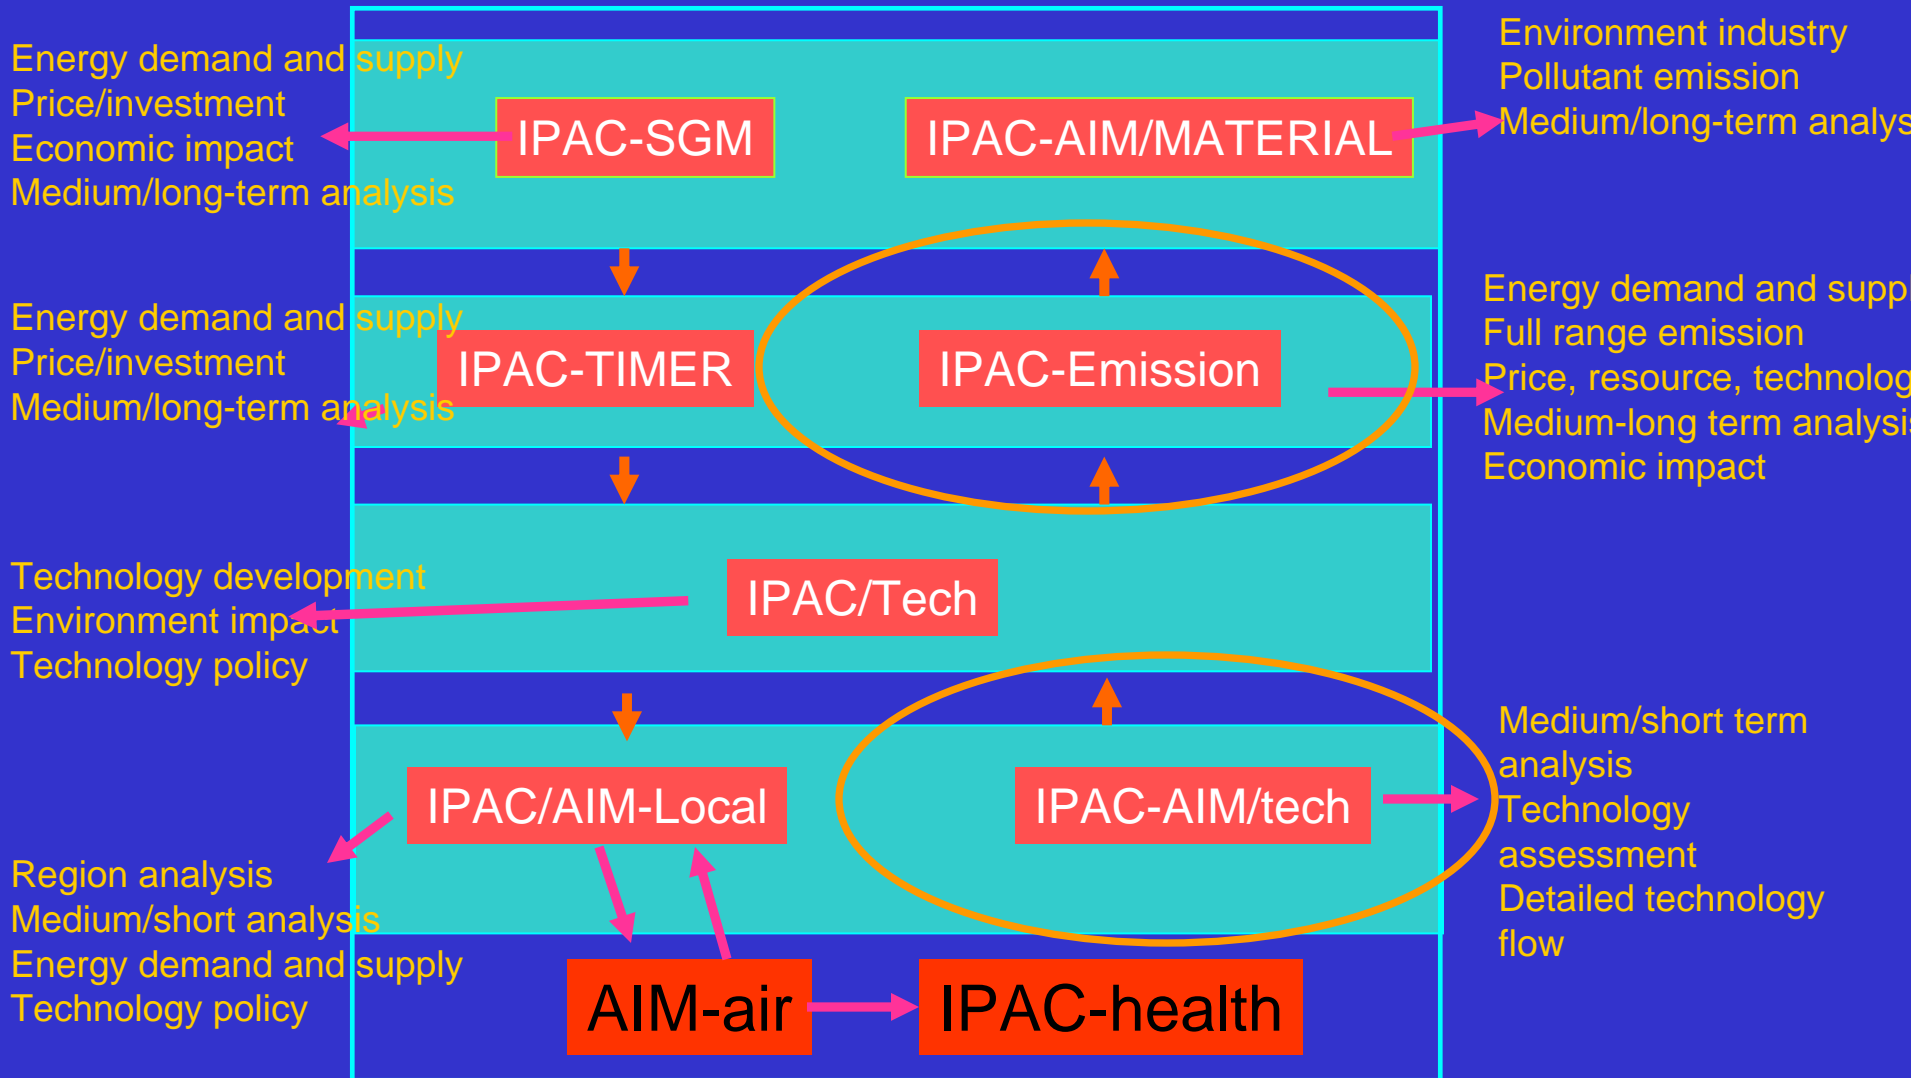 Energy demand and supply
Price/investment
Economic impact
Medium/long-term analysis
IPAC-SGM
IPAC-AIM/MATERIAL
Environment industry
Pollutant emission
Medium/long-term analys
Energy demand and supply
Price/investment
Medium/long-term analysis
IPAC-TIMER
IPAC-Emission
Energy demand and suppl
Full range emission
Price, resource, technolog
Medium-long term analysis
Economic impact
Technology development
Environment impact
Technology policy
IPAC/Tech
IPAC/AIM-Local
IPAC-AIM/tech
Medium/short term
analysis
Technology
assessment
Detailed technology
flow
Region analysis
Medium/short analysis
Energy demand and supply
Technology policy
AIM-air
IPAC-health